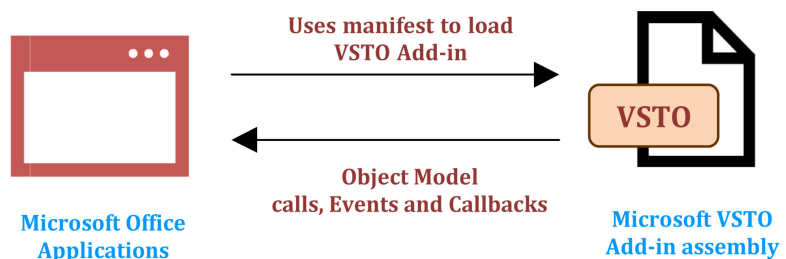 Uses manifest to load
VSTO Add-in
VSTO
Object Model
calls, Events and Callbacks
Microsoft Office
Applications
Microsoft VSTO
Add-in assembly